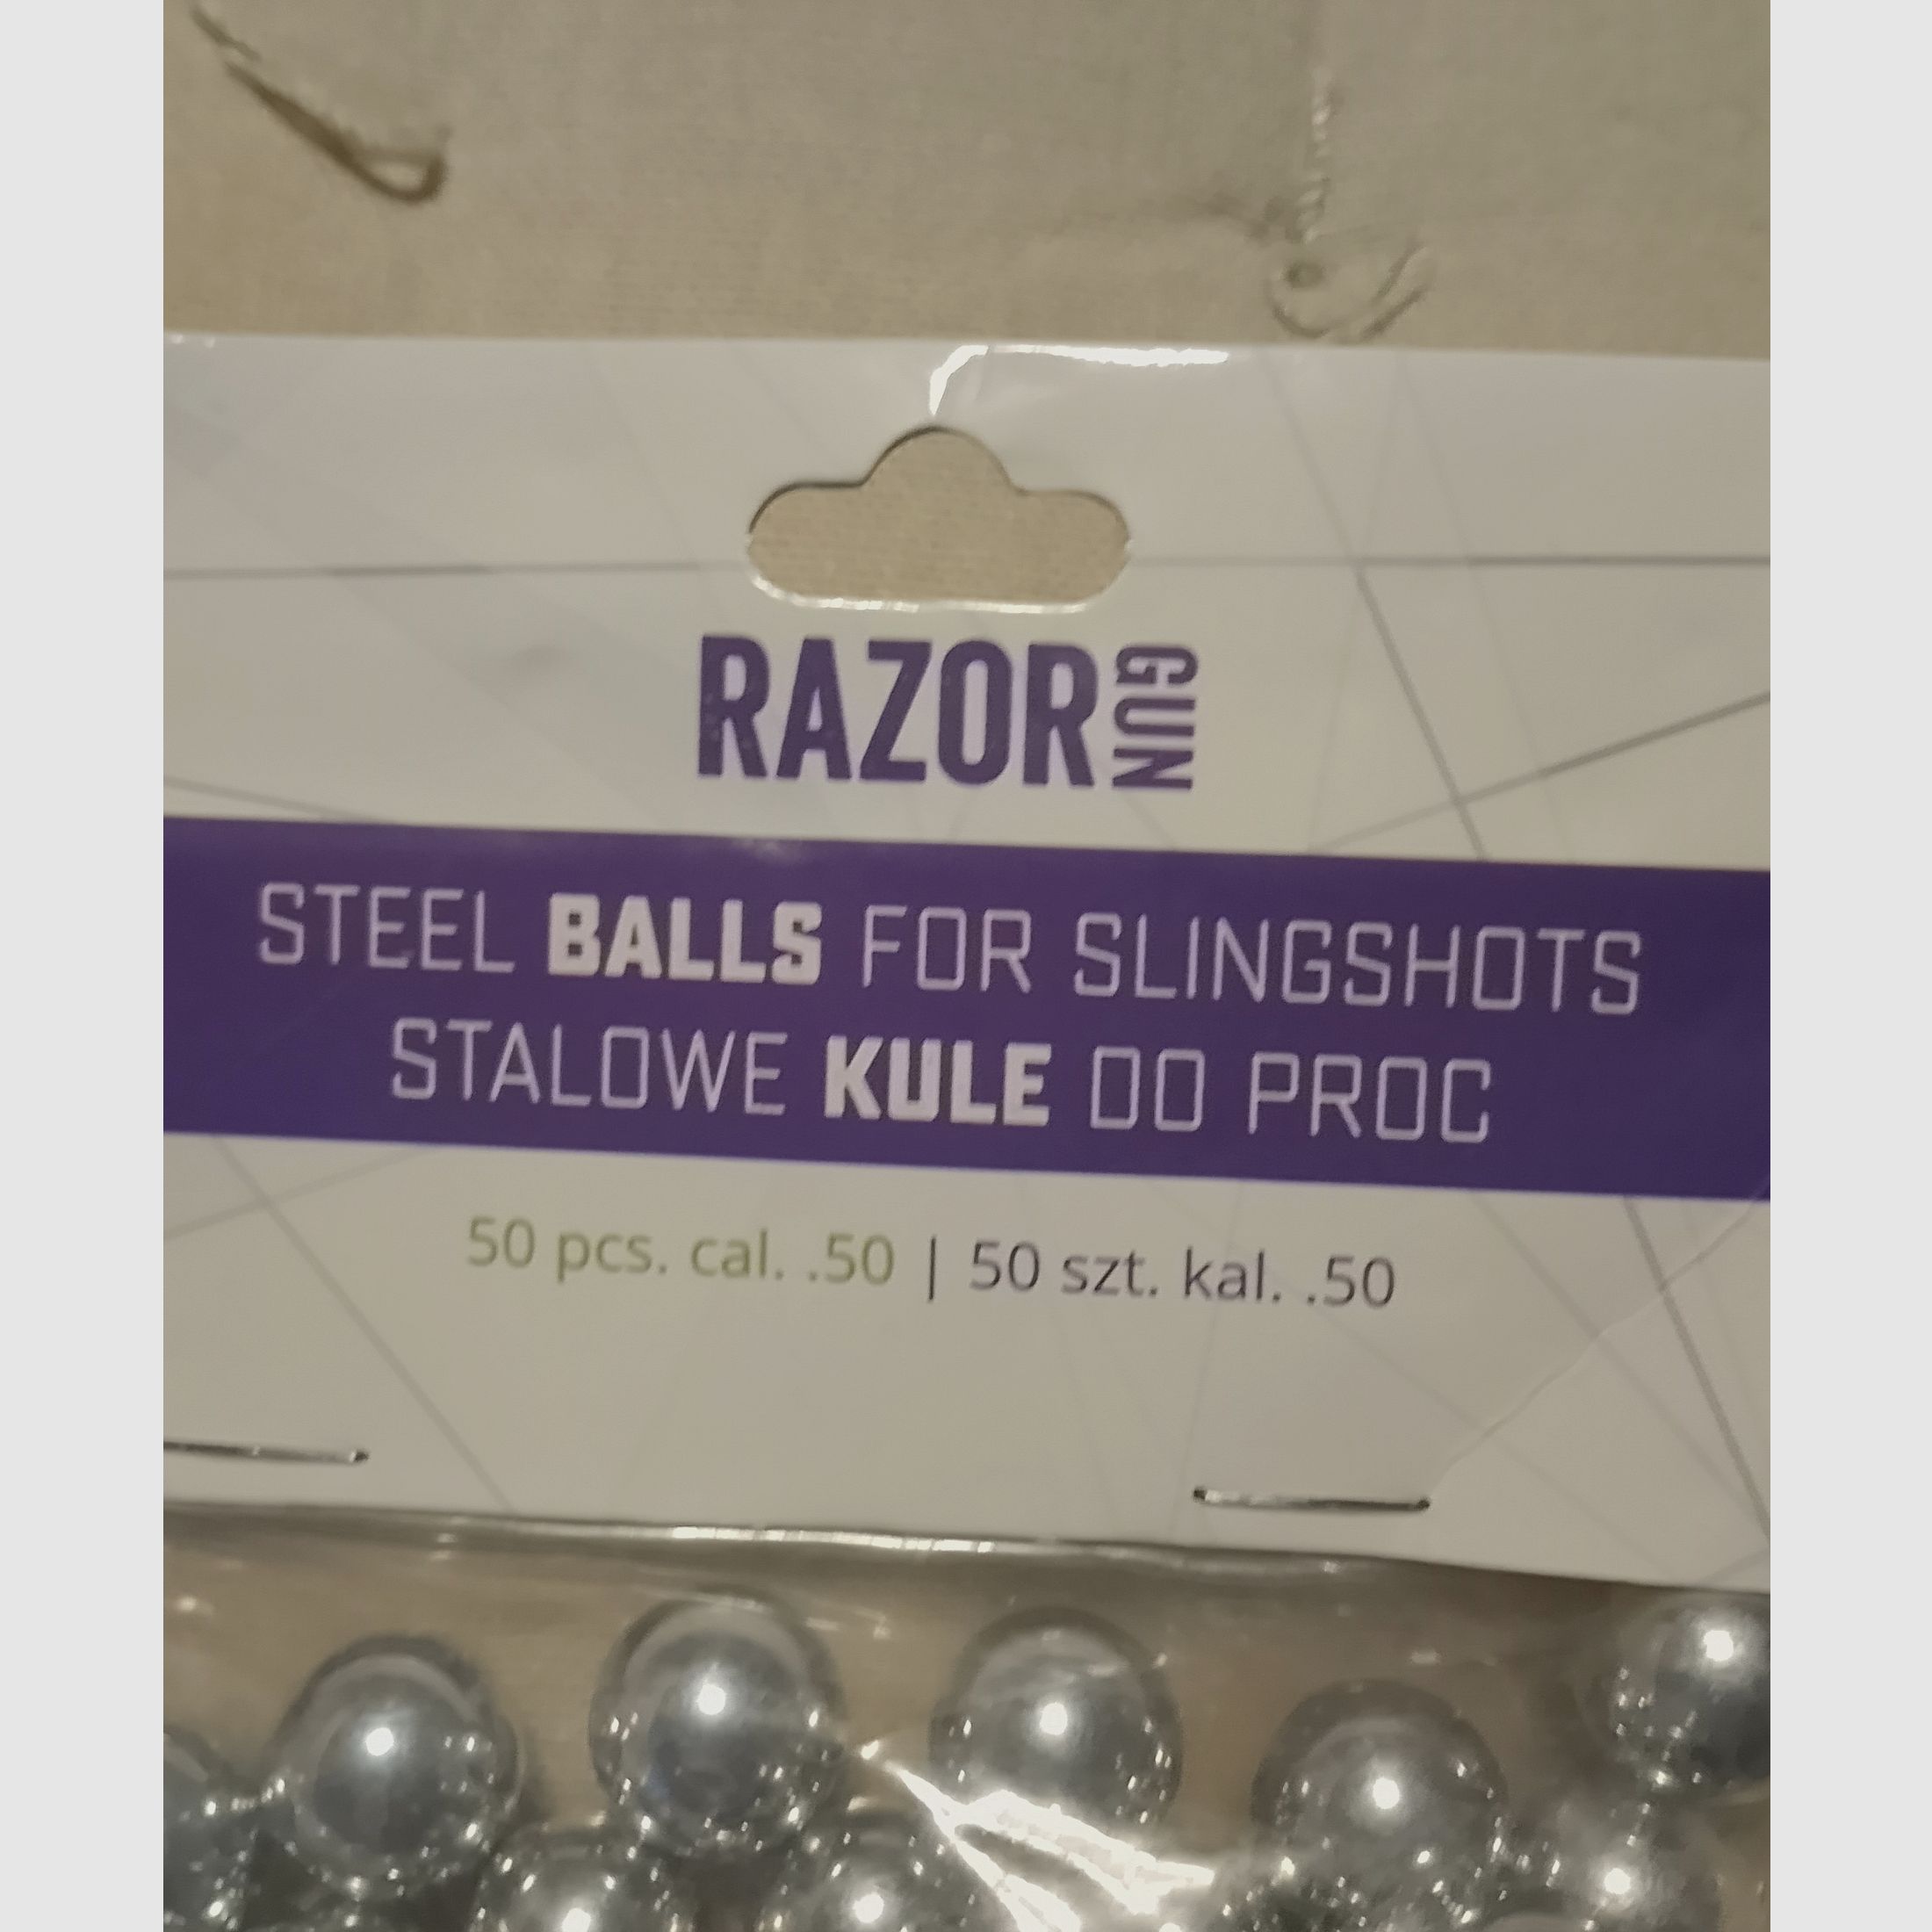 RAZOR GUN
STEEL BALLS FOR SLINGSHOTS
STALOWE KULE DO PROC
50 pcs. cal. .50 | 50 szt. kal. .50